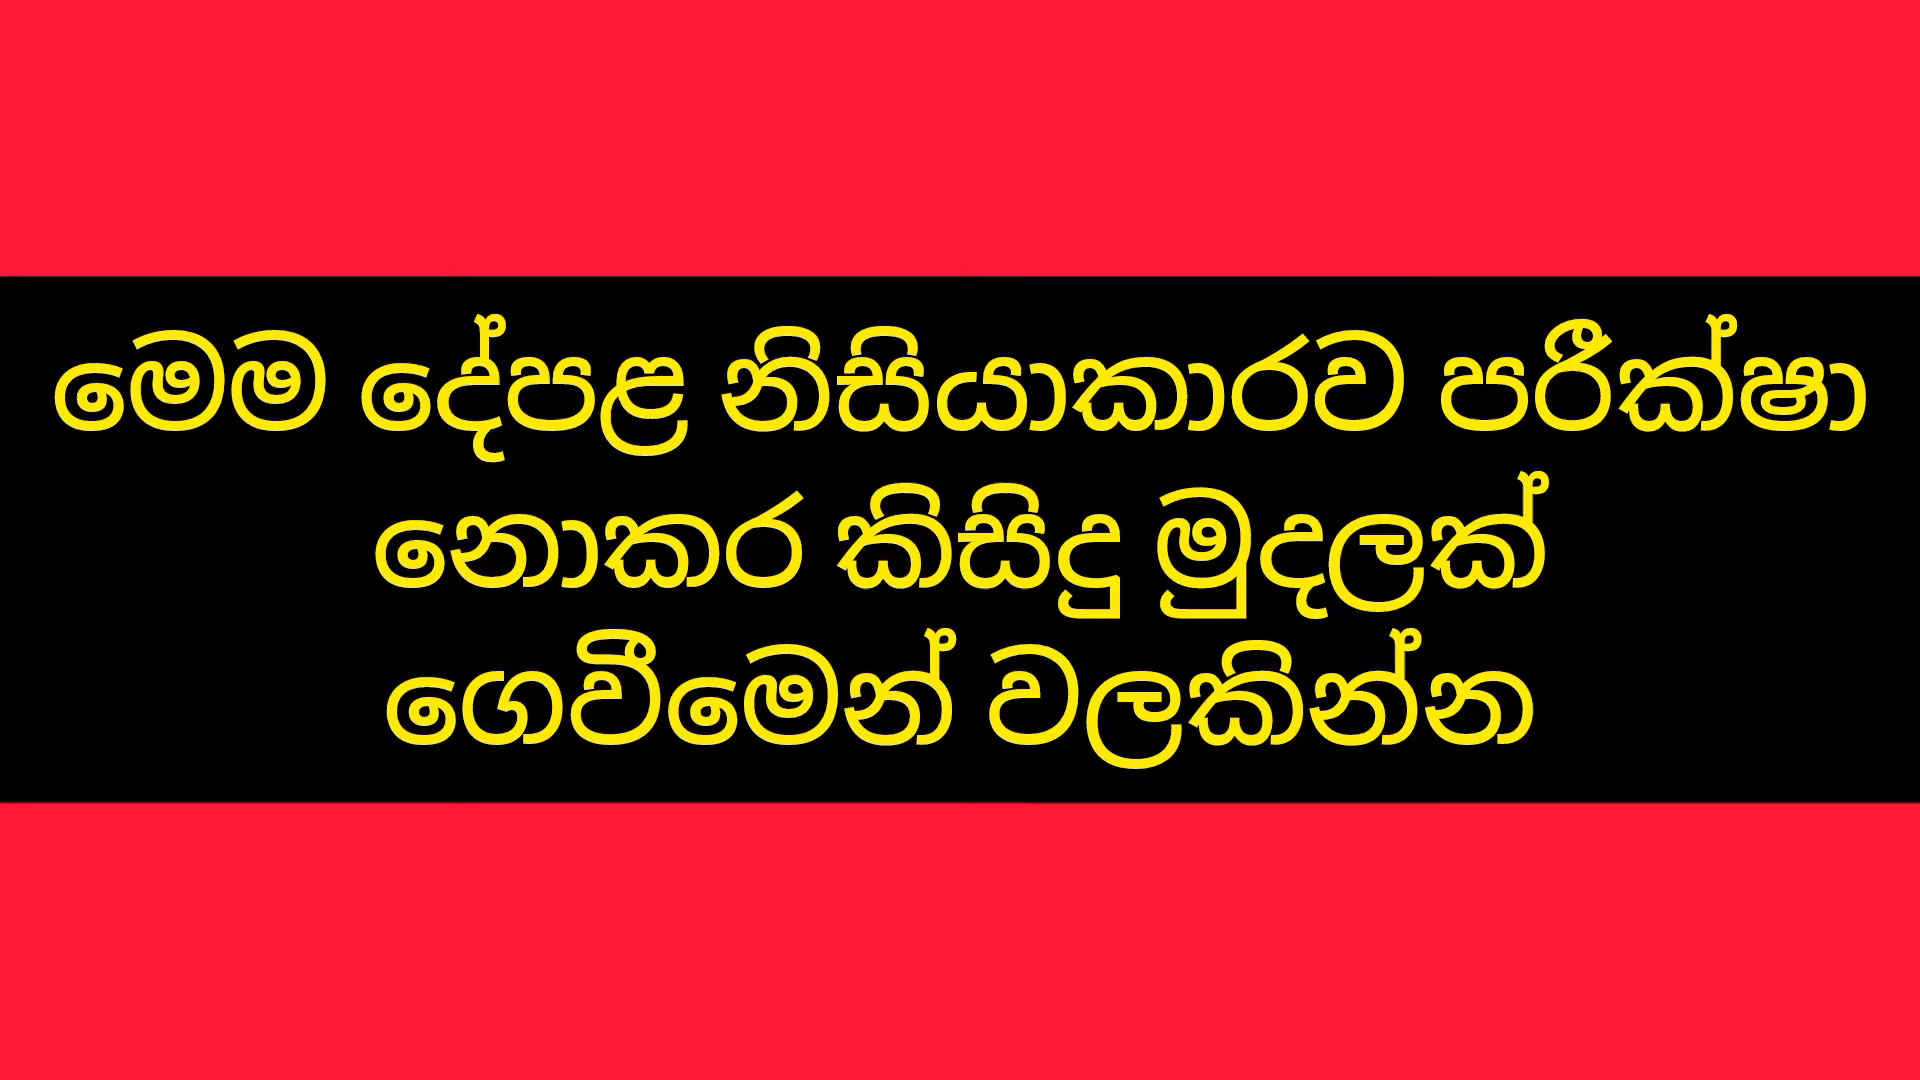 මෙම දේපළ නිසියාකාරව පරීක්ෂා
නොකර කිසිදු මුදලක්
ගෙවීමෙන් වලකින්න